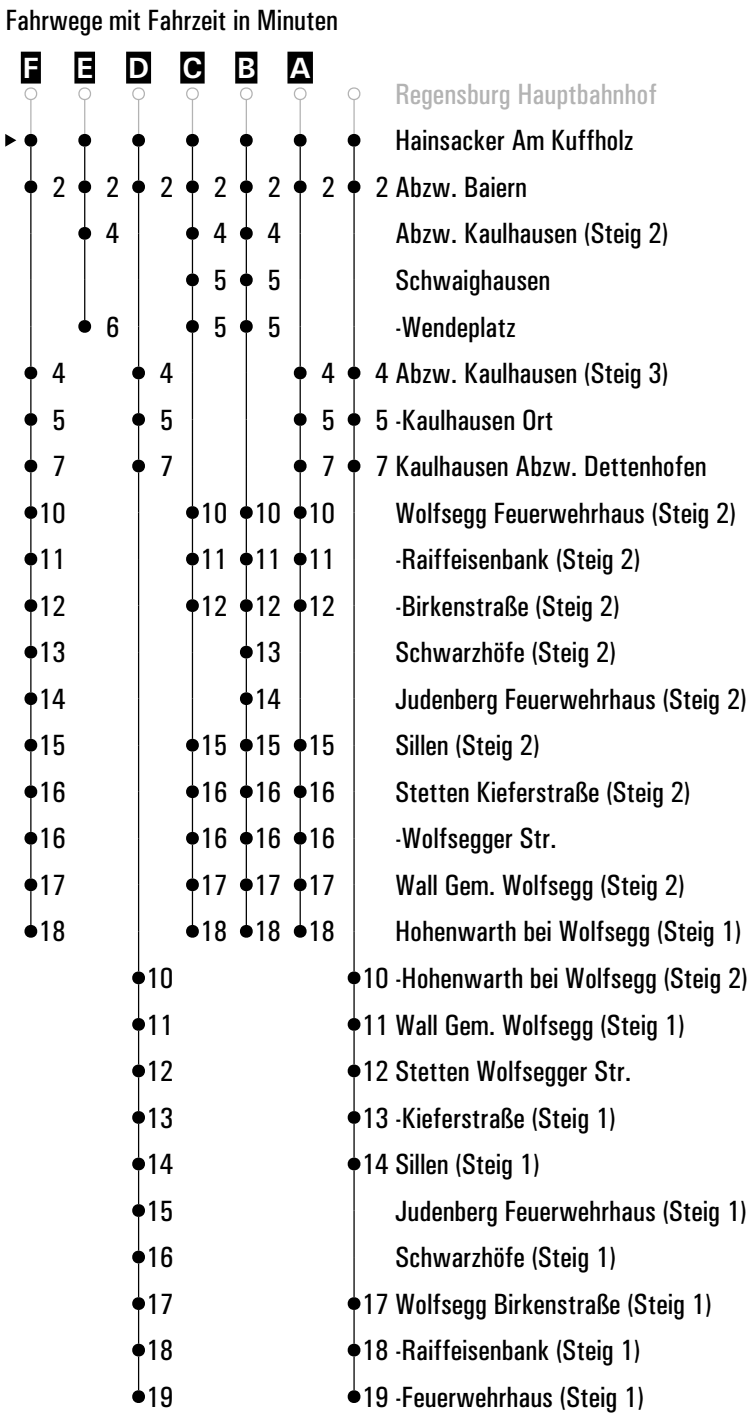 Fahrwege mit Fahrzeit in Minuten
F E D C B A
Regensburg Hauptbahnhof
Hainsacker Am Kuffholz
2 2 2 2 2 2 2 Abzw. Baiern
4 4 4 Abzw. Kaulhausen (Steig 2)
5 5 Schwaighausen
6 5 5 -Wendeplatz
4 4 4 4 Abzw. Kaulhausen (Steig 3)
5 5 5 5 -Kaulhausen Ort
7 7 7 7 Kaulhausen Abzw. Dettenhofen
10 10 10 10 Wolfsegg Feuerwehrhaus (Steig 2)
11 11 11 11 -Raiffeisenbank (Steig 2)
12 12 12 12 -Birkenstraße (Steig 2)
13 13 Schwarzhöfe (Steig 2)
14 14 Judenberg Feuerwehrhaus (Steig 2)
15 15 15 15 Sillen (Steig 2)
16 16 16 16 Stetten Kieferstraße (Steig 2)
16 16 16 16 -Wolfsegger Str.
17 17 17 17 Wall Gem. Wolfsegg (Steig 2)
18 18 18 18 Hohenwarth bei Wolfsegg (Steig 1)
10 10 -Hohenwarth bei Wolfsegg (Steig 2)
11 11 Wall Gem. Wolfsegg (Steig 1)
12 12 Stetten Wolfsegger Str.
13 13 -Kieferstraße (Steig 1)
14 14 Sillen (Steig 1)
15 Judenberg Feuerwehrhaus (Steig 1)
16 Schwarzhöfe (Steig 1)
17 17 Wolfsegg Birkenstraße (Steig 1)
18 18 -Raiffeisenbank (Steig 1)
19 19 -Feuerwehrhaus (Steig 1)